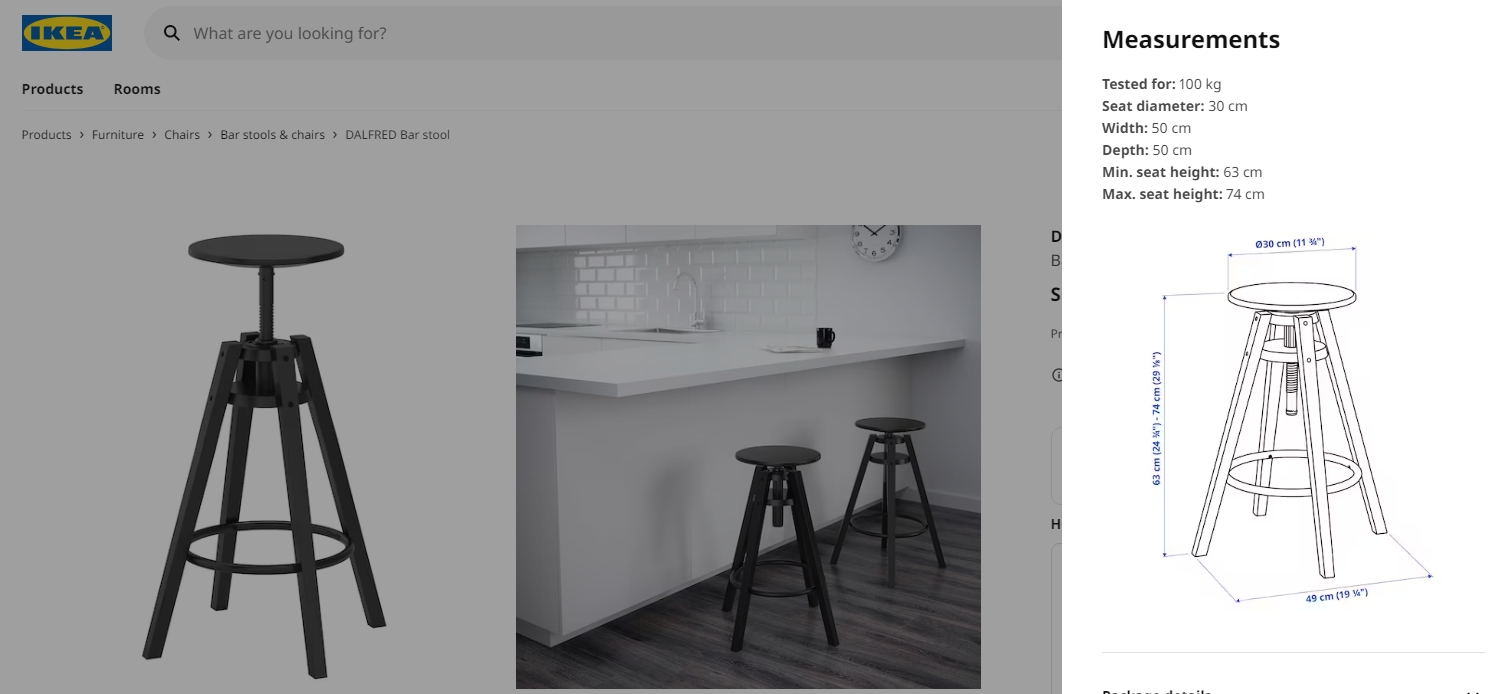 IKEA
What are you looking for?
Products
Rooms
Products › Furniture › Chairs › Bar stools & chairs › DALFRED Bar stool
Measurements
Tested for: 100 kg
Seat diameter: 30 cm
Width: 50 cm
Depth: 50 cm
Min. seat height: 63 cm
Max. seat height: 74 cm
Ø30 cm (11 ¾")
63 cm (24 ¾") - 74 cm (29 ⅛")
49 cm (19 ¼")
D
B
S
Pr
H
Package details